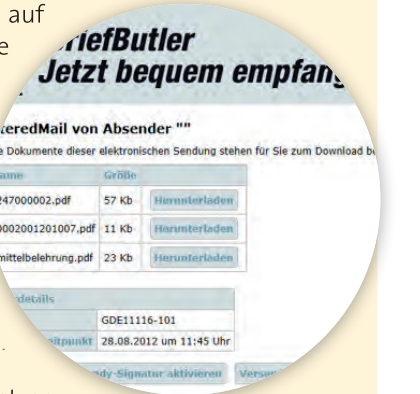 auf
e
riefButler
Jetzt bequem empfang
eredMail von Absender ""
e Dokumente dieser elektronischen Sendung stehen für Sie zum Download be
ame Größe
247000002.pdf 57 Kb Herunterladen
0002001201007.pdf 11 Kb Herunterladen
mittelbelehrung.pdf 23 Kb Herunterladen
rdetails
GDE11116-101
eitpunkt 28.08.2012 um 11:45 Uhr
dy-Signatur aktivieren Verse